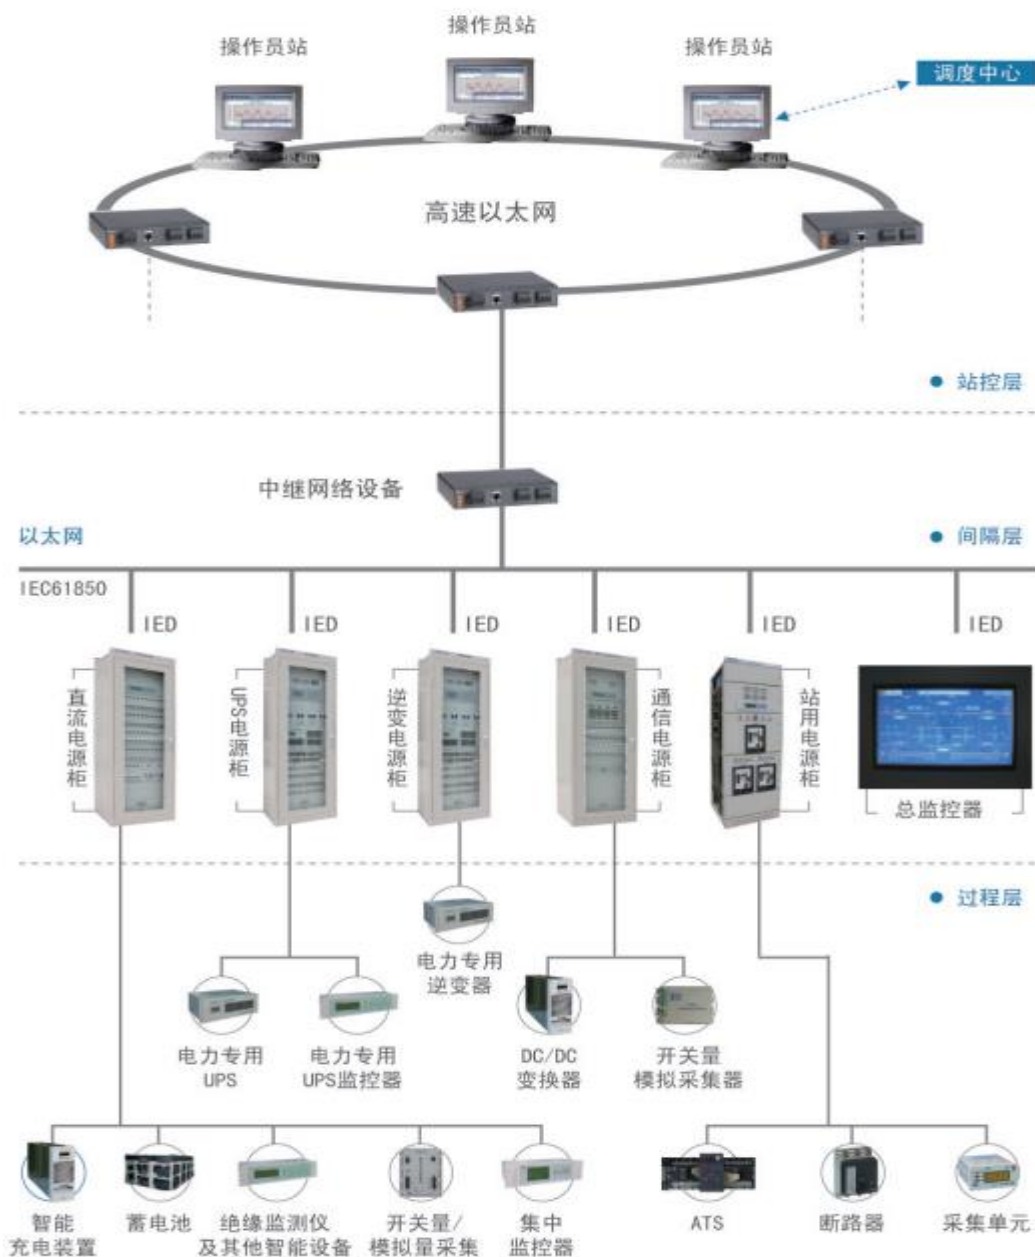 操作员站
操作员站
操作员站
调度中心
高速以太网
站控层
中继网络设备
以太网
间隔层
IEC61850
IED
IED
IED
IED
IED
IED
直流电源柜
UPS电源柜
逆变电源柜
通信电源柜
站用电源柜
总监控器
过程层
电力专用
逆变器
电力专用
UPS
电力专用
UPS监控器
DC/DC
变换器
开关量
模拟采集器
智能
充电装置
蓄电池
绝缘监测仪
及其他智能设备
开关量/
模拟量采集
集中
监控器
ATS
断路器
采集单元